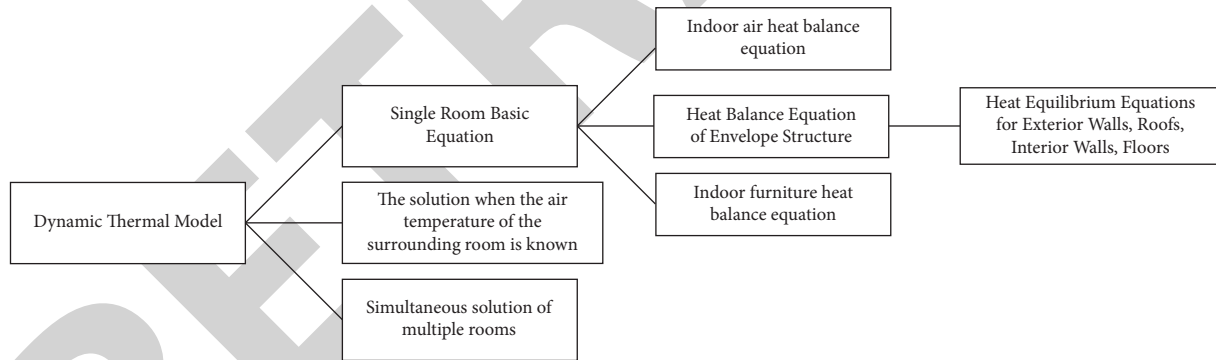 Indoor air heat balance
equation
Single Room Basic
Equation
Heat Balance Equation
of Envelope Structure
Heat Equilibrium Equations
for Exterior Walls, Roofs,
Interior Walls, Floors
Dynamic Thermal Model
The solution when the air
temperature of the
surrounding room is known
Indoor furniture heat
balance equation
Simultaneous solution of
multiple rooms